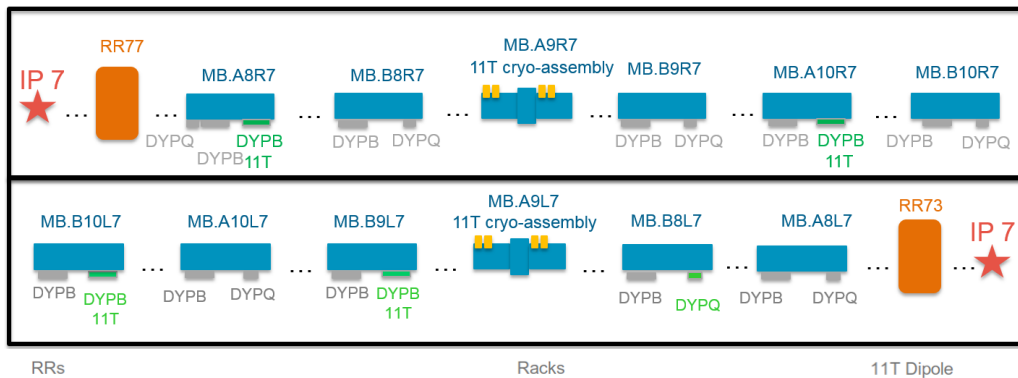 RR77
IP 7
MB.A8R7
MB.B8R7
MB.A9R7
11T cryo-assembly
MB.B9R7
MB.A10R7
MB.B10R7
... ... ... ... ... ...
DYPQ
DYPB
DYPB
11T
DYPB
DYPQ
DYPB
DYPQ
DYPB
DYPB
11T
DYPB
DYPQ
MB.B10L7
MB.A10L7
MB.B9L7
MB.A9L7
11T cryo-assembly
MB.B8L7
MB.A8L7
RR73
IP 7
... ... ... ... ... ... ...
DYPB
DYPB
11T
DYPB
DYPQ
DYPB
DYPB
11T
DYPB
DYPQ
DYPB
DYPQ
RRs
Racks
11T Dipole